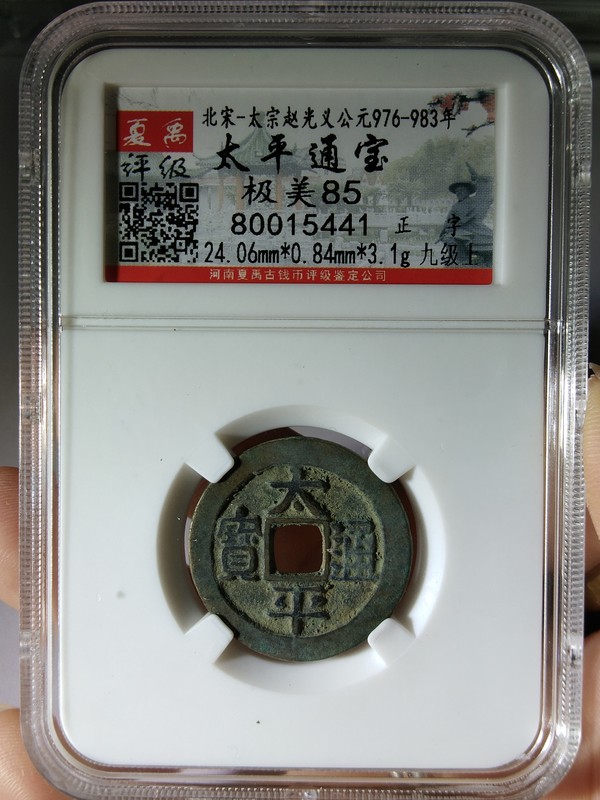 北宋-太宗赵光义公元976-983年
夏禹
评级
太平通宝
极美85
80015441 正字
24.06mm*0.84mm*3.1g 九级上
河南夏禹古钱币评级鉴定公司
太
寶 通
平